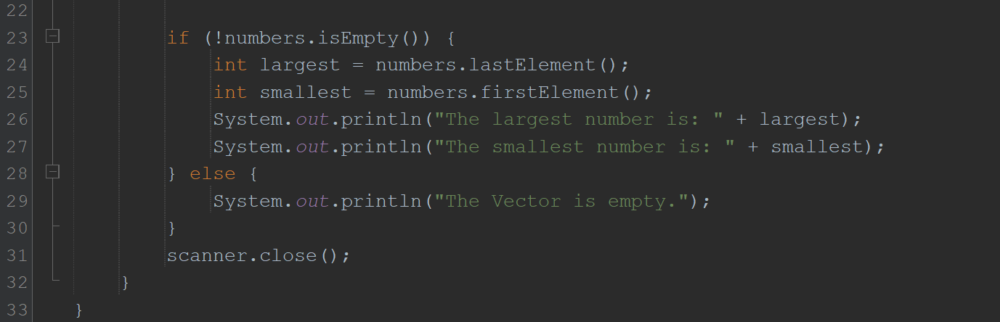 22
23 if (!numbers.isEmpty()) {
24 int largest = numbers.lastElement();
25 int smallest = numbers.firstElement();
26 System.out.println("The largest number is: " + largest);
27 System.out.println("The smallest number is: " + smallest);
28 } else {
29 System.out.println("The Vector is empty.");
30 }
31 scanner.close();
32 }
33 }